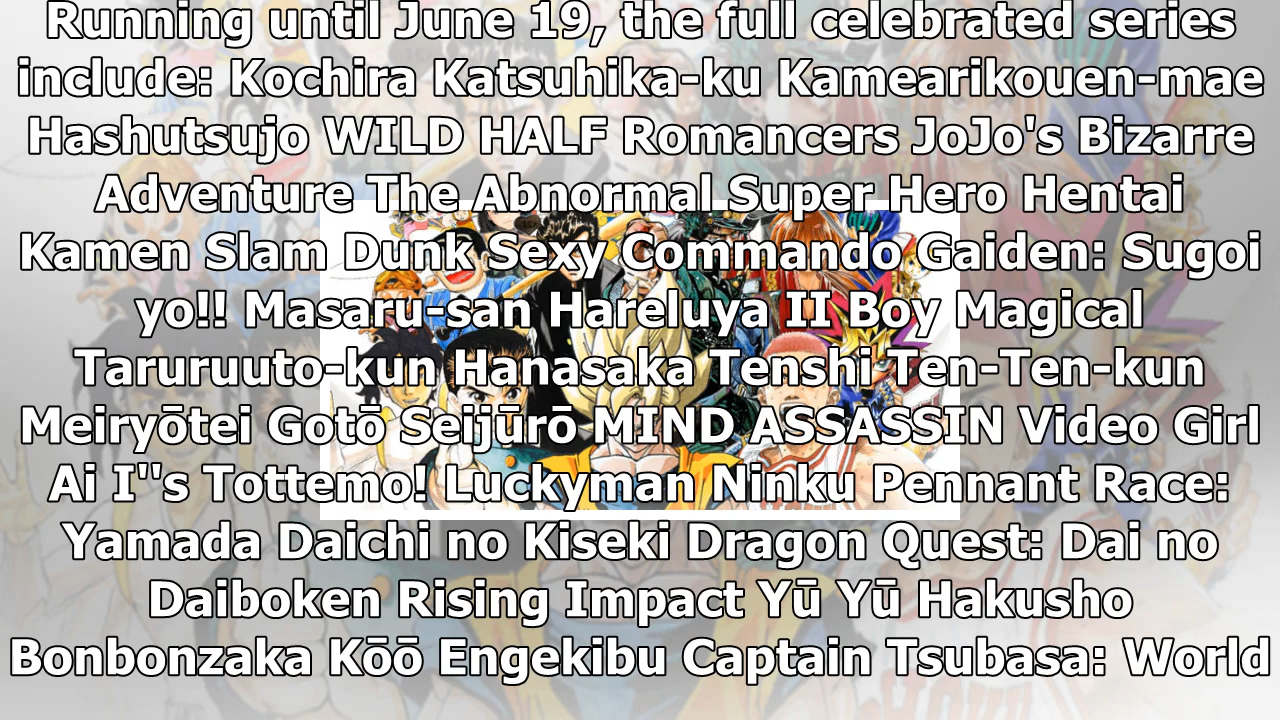 Running until June 19, the full celebrated series
include: Kochira Katsuhika-ku Kamearikouen-mae
Hashutsujo WILD HALF Romancers JoJo's Bizarre
Adventure The Abnormal Super Hero Hentai
Kamen Slam Dunk Sexy Commando Gaiden: Sugoi
yo!! Masaru-san Hareluya II Boy Magical
Taruruuto-kun Hanasaka Tenshi Ten-Ten-kun
Meiryōtei Gotō Seijūrō MIND ASSASSIN Video Girl
Ai I''s Tottemo! Luckyman Ninku Pennant Race:
Yamada Daichi no Kiseki Dragon Quest: Dai no
Daiboken Rising Impact Yū Yū Hakusho
Bonbonzaka Kōō Engekibu Captain Tsubasa: World